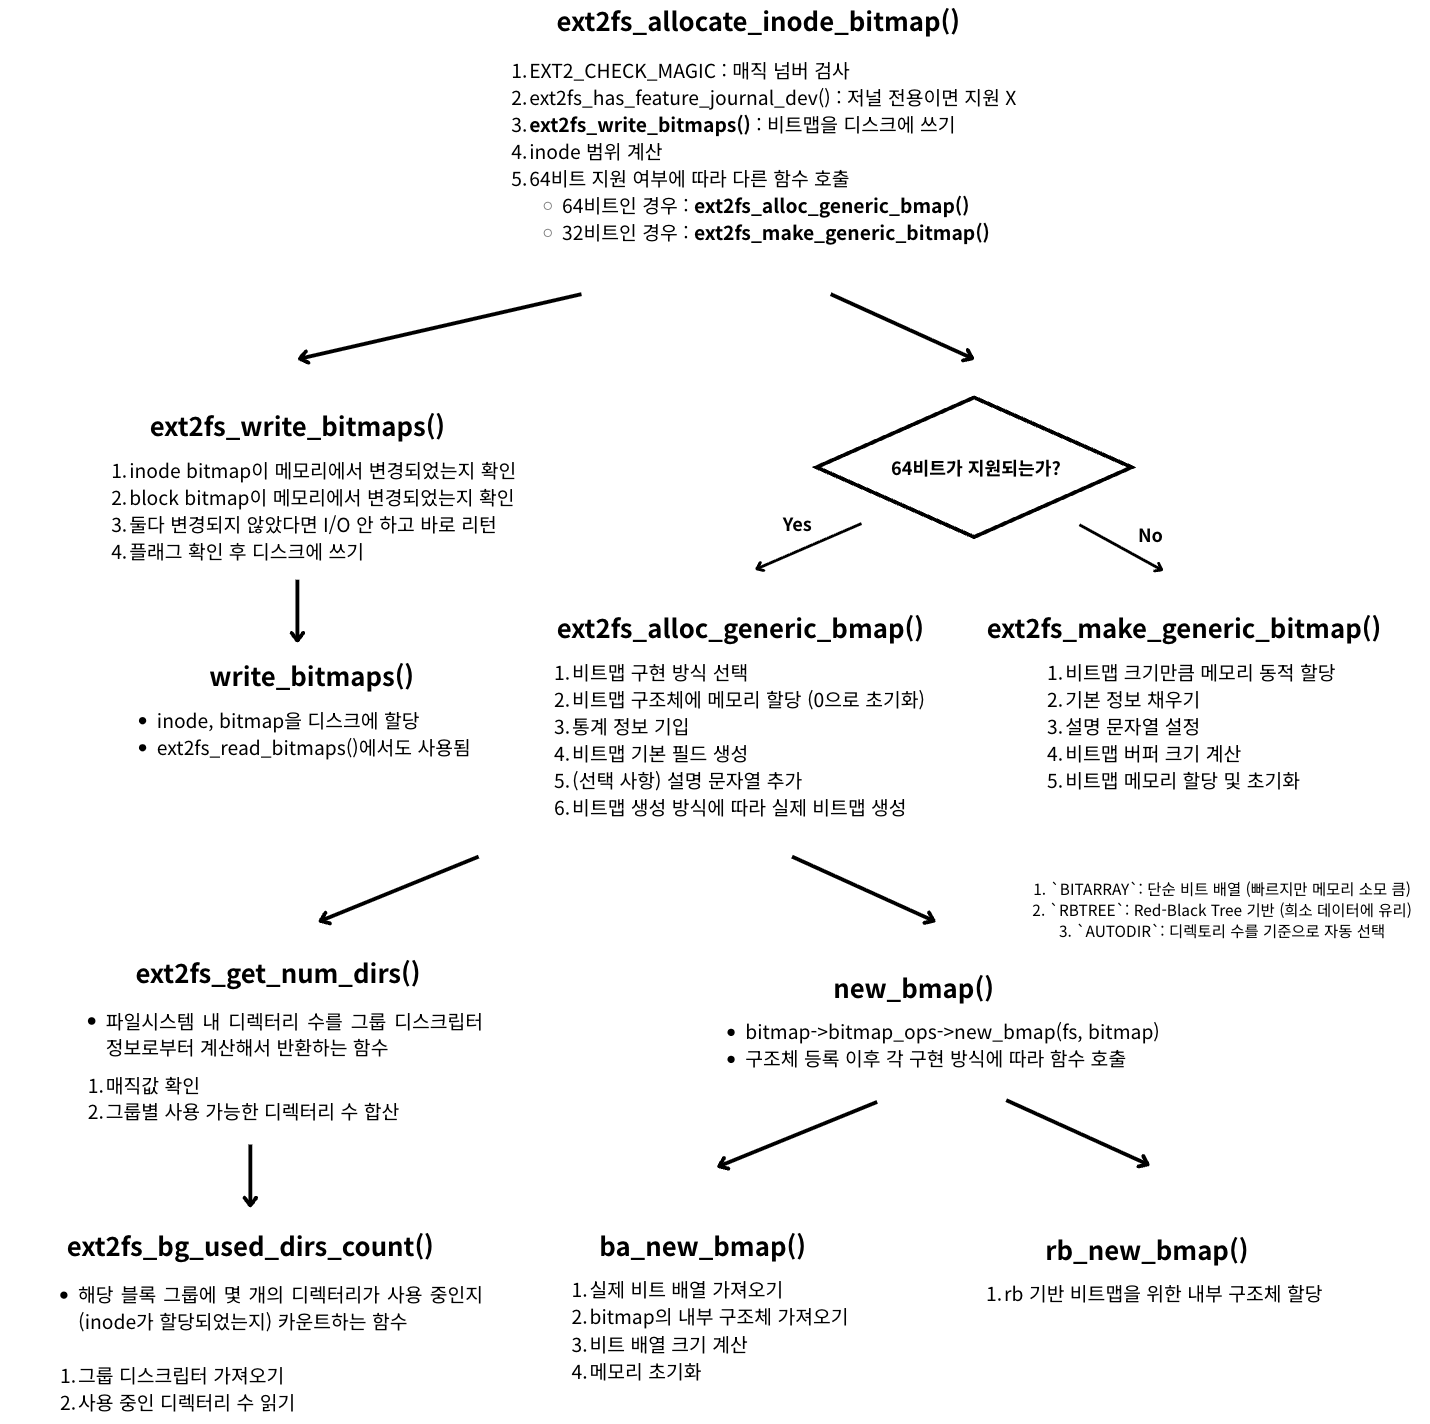 ext2fs_allocate_inode_bitmap()
1.EXT2_CHECK_MAGIC : 매직 넘버 검사
2.ext2fs_has_feature_journal_dev() : 저널 전용이면 지원 X
3.ext2fs_write_bitmaps() : 비트맵을 디스크에 쓰기
4.inode 범위 계산
5.64비트 지원 여부에 따라 다른 함수 호출
○ 64비트인 경우 : ext2fs_alloc_generic_bmap()
○ 32비트인 경우 : ext2fs_make_generic_bitmap()
ext2fs_write_bitmaps()
1.inode bitmap이 메모리에서 변경되었는지 확인
2.block bitmap이 메모리에서 변경되었는지 확인
3.둘다 변경되지 않았다면 I/O 안 하고 바로 리턴
4.플래그 확인 후 디스크에 쓰기
write_bitmaps()
• inode, bitmap을 디스크에 할당
• ext2fs_read_bitmaps()에서도 사용됨
64비트가 지원되는가?
Yes
No
ext2fs_alloc_generic_bmap()
1.비트맵 구현 방식 선택
2.비트맵 구조체에 메모리 할당 (0으로 초기화)
3.통계 정보 기입
4.비트맵 기본 필드 생성
5.(선택 사항) 설명 문자열 추가
6.비트맵 생성 방식에 따라 실제 비트맵 생성
ext2fs_make_generic_bitmap()
1.비트맵 크기만큼 메모리 동적 할당
2.기본 정보 채우기
3.설명 문자열 설정
4.비트맵 버퍼 크기 계산
5.비트맵 메모리 할당 및 초기화
1. `BITARRAY`: 단순 비트 배열 (빠르지만 메모리 소모 큼)
2. `RBTREE`: Red-Black Tree 기반 (희소 데이터에 유리)
3. `AUTODIR`: 디렉토리 수를 기준으로 자동 선택
ext2fs_get_num_dirs()
• 파일시스템 내 디렉터리 수를 그룹 디스크립터
정보로부터 계산해서 반환하는 함수
1.매직값 확인
2.그룹별 사용 가능한 디렉터리 수 합산
new_bmap()
• bitmap->bitmap_ops->new_bmap(fs, bitmap)
• 구조체 등록 이후 각 구현 방식에 따라 함수 호출
ext2fs_bg_used_dirs_count()
• 해당 블록 그룹에 몇 개의 디렉터리가 사용 중인지
(inode가 할당되었는지) 카운트하는 함수
1.그룹 디스크립터 가져오기
2.사용 중인 디렉터리 수 읽기
ba_new_bmap()
1.실제 비트 배열 가져오기
2.bitmap의 내부 구조체 가져오기
3.비트 배열 크기 계산
4.메모리 초기화
rb_new_bmap()
1.rb 기반 비트맵을 위한 내부 구조체 할당